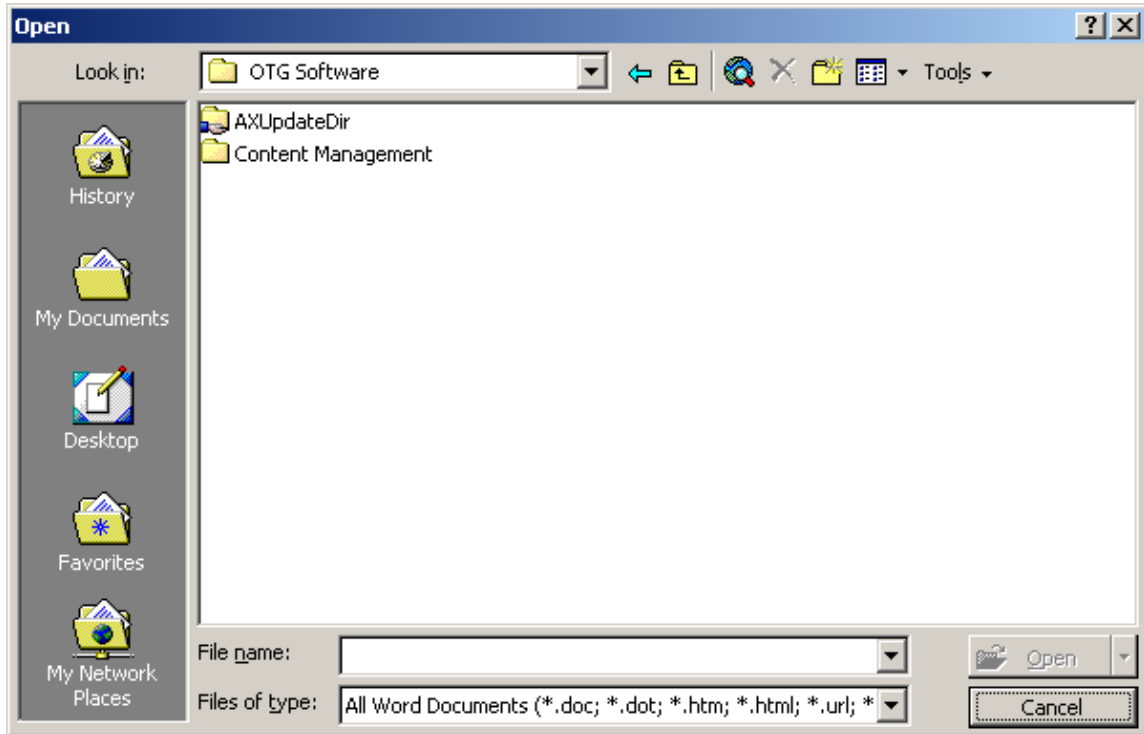 Open
Look in:
OTG Software
Tools
AXUpdateDir
Content Management
History
My Documents
Desktop
Favorites
My Network
Places
File name:
Open
Files of type:
All Word Documents (*.doc; *.dot; *.htm; *.html; *.url; *
Cancel